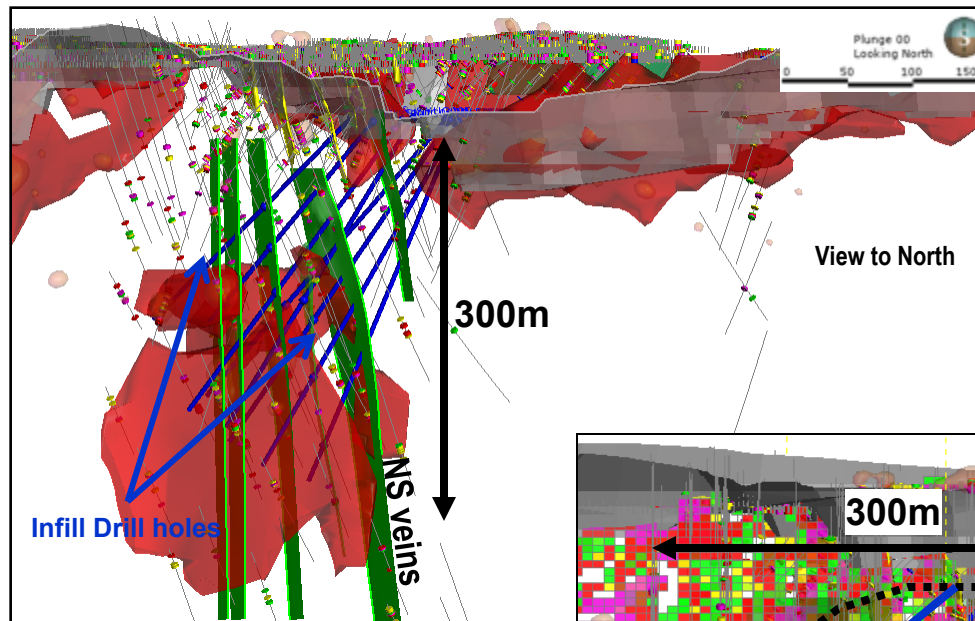 Plunge 00
Looking North
0 50 100 150
View to North
300m
Infill Drill holes
NS veins
300m